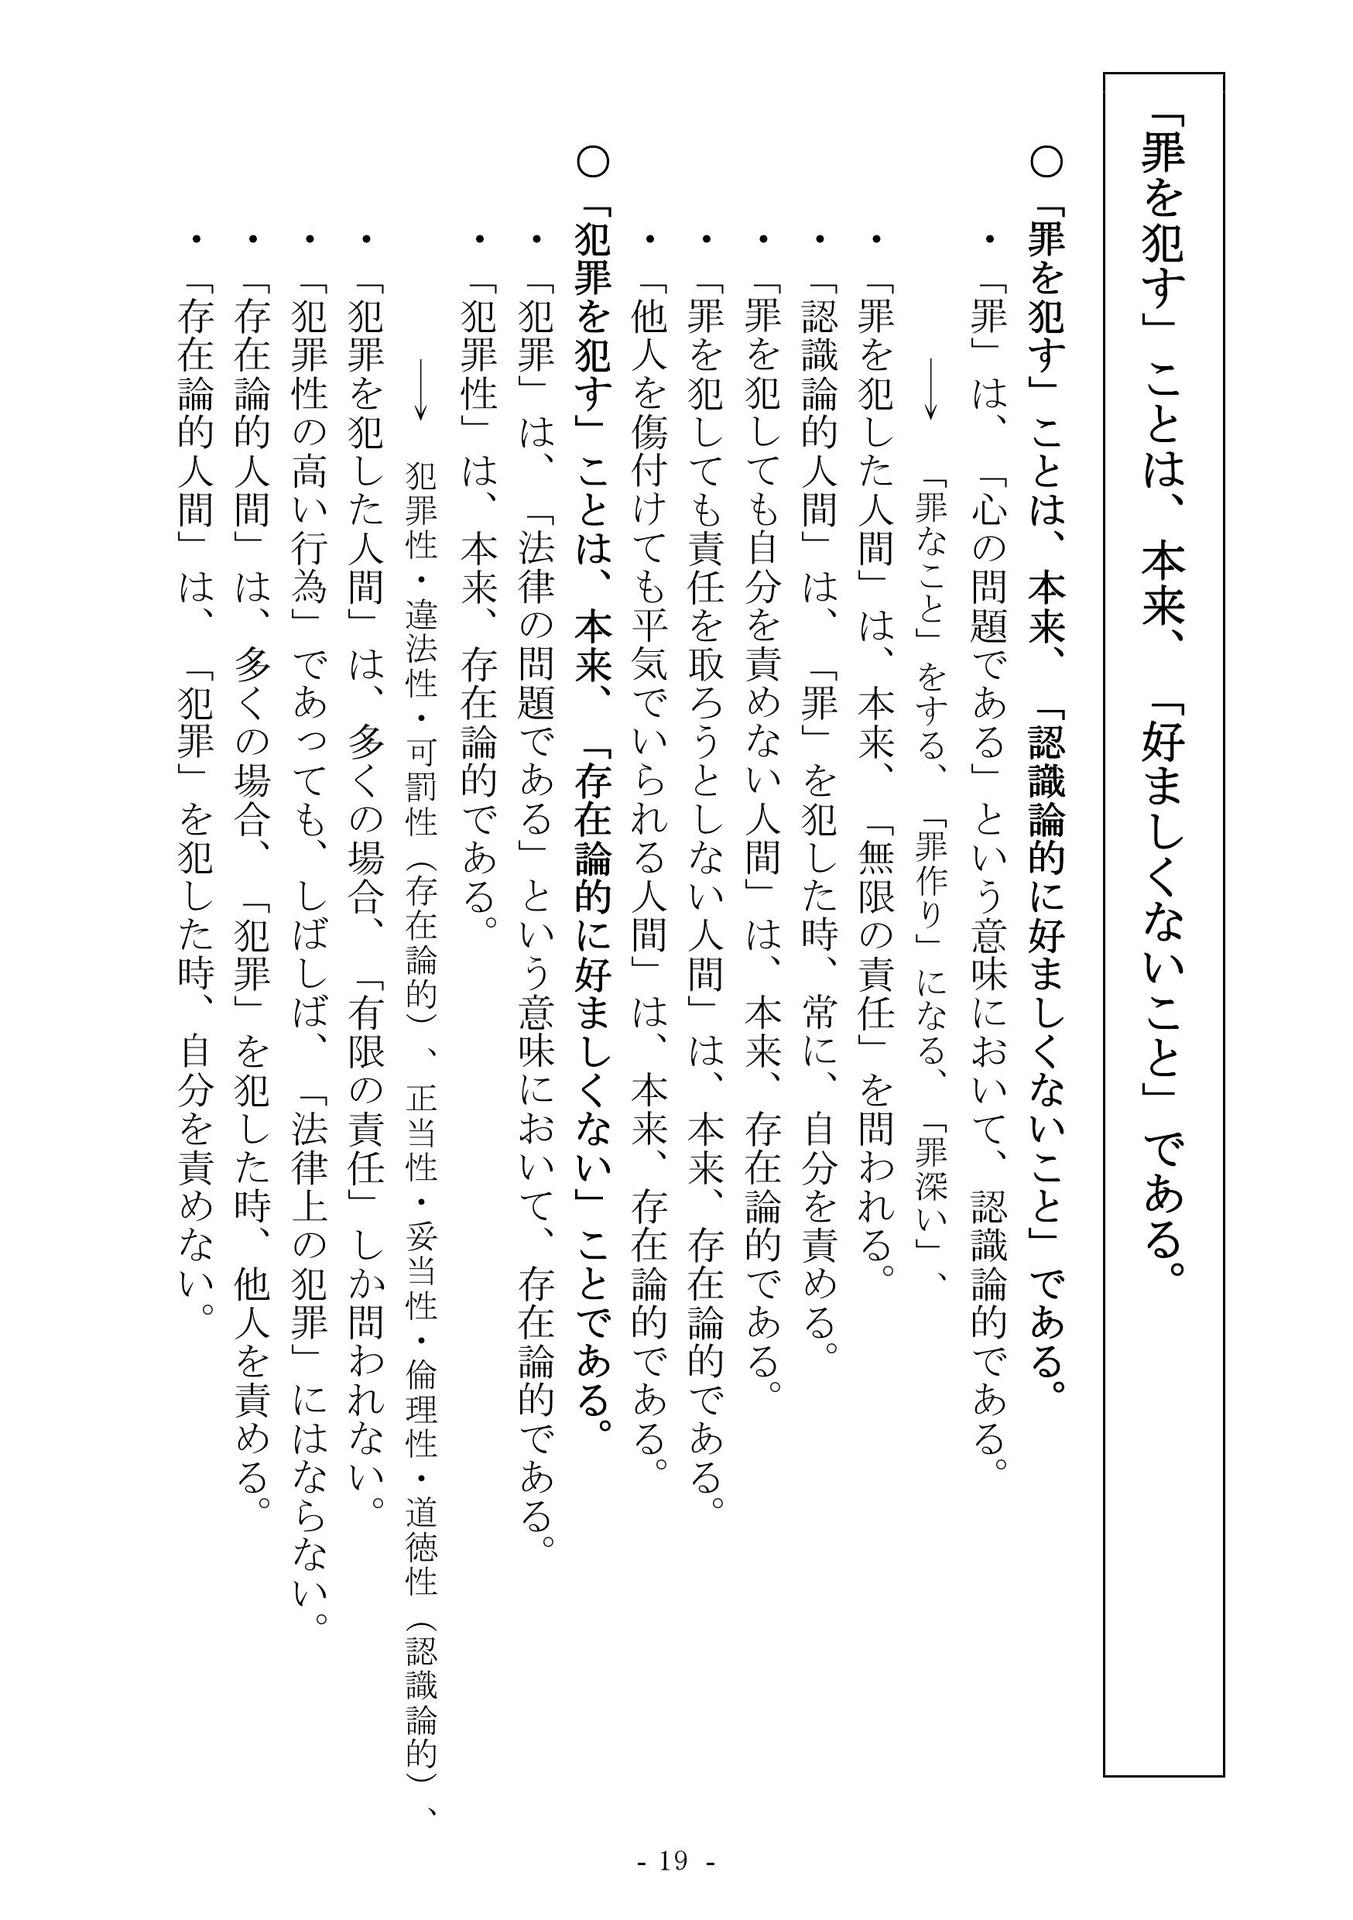 「罪を犯す」ことは、本来、「好ましくないこと」である。
○「罪を犯す」ことは、本来、「認識論的に好ましくないこと」である。
・「罪」は、「心の問題である」という意味において、認識論的である。
→「罪なこと」をする、「罪作り」になる、「罪深い」、
・「罪を犯した人間」は、本来、「無限の責任」を問われる。
・「認識論的人間」は、「罪」を犯した時、常に、自分を責める。
・「罪を犯しても自分を責めない人間」は、本来、存在論的である。
・「罪を犯しても責任を取ろうとしない人間」は、本来、存在論的である。
・「他人を傷付けても平気でいられる人間」は、本来、存在論的である。
○「犯罪を犯す」ことは、本来、「存在論的に好ましくない」ことである。
・「犯罪」は、「法律の問題である」という意味において、存在論的である。
・「犯罪性」は、本来、存在論的である。
→ 犯罪性・違法性・可罰性（存在論的）、正当性・妥当性・倫理性・道徳性（認識論的）、
・「犯罪を犯した人間」は、多くの場合、「有限の責任」しか問われない。
・「犯罪性の高い行為」であっても、しばしば、「法律上の犯罪」にはならない。
・「存在論的人間」は、多くの場合、「犯罪」を犯した時、他人を責める。
・「存在論的人間」は、「犯罪」を犯した時、自分を責めない。
- 19 -